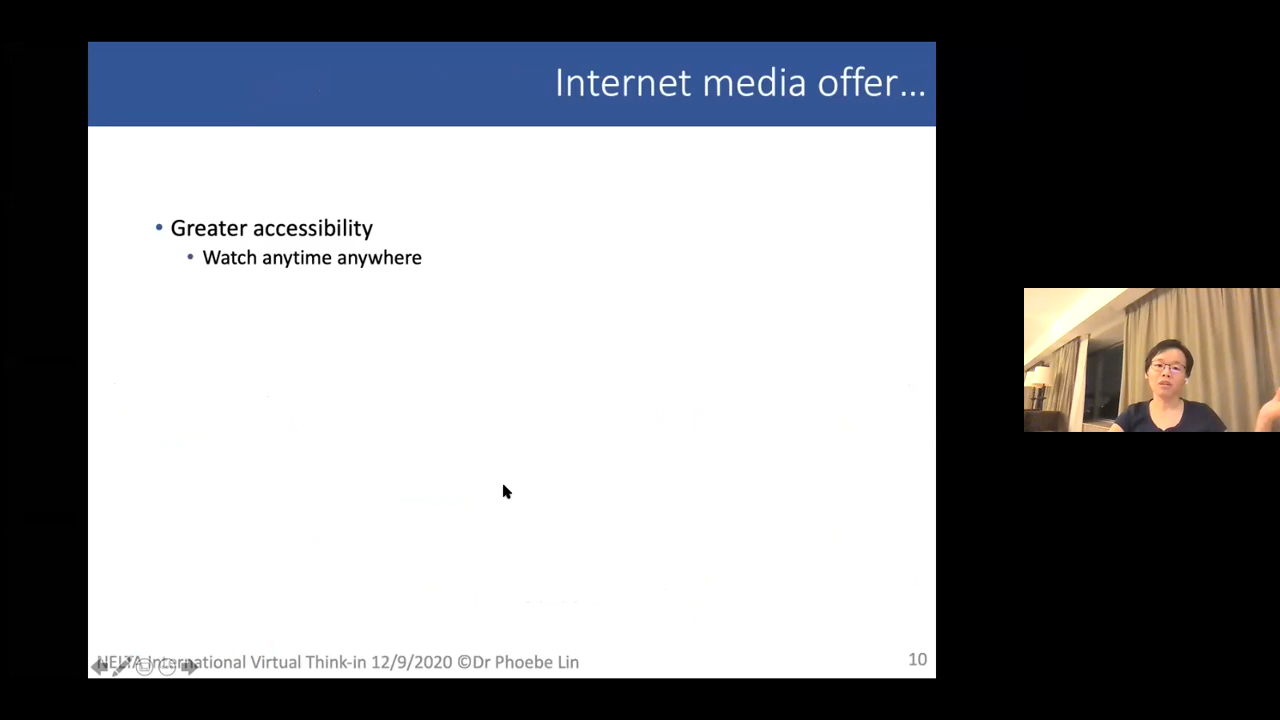 Internet media offer...
• Greater accessibility
• Watch anytime anywhere
NELTA International Virtual Think-in 12/9/2020 ©Dr Phoebe Lin
10